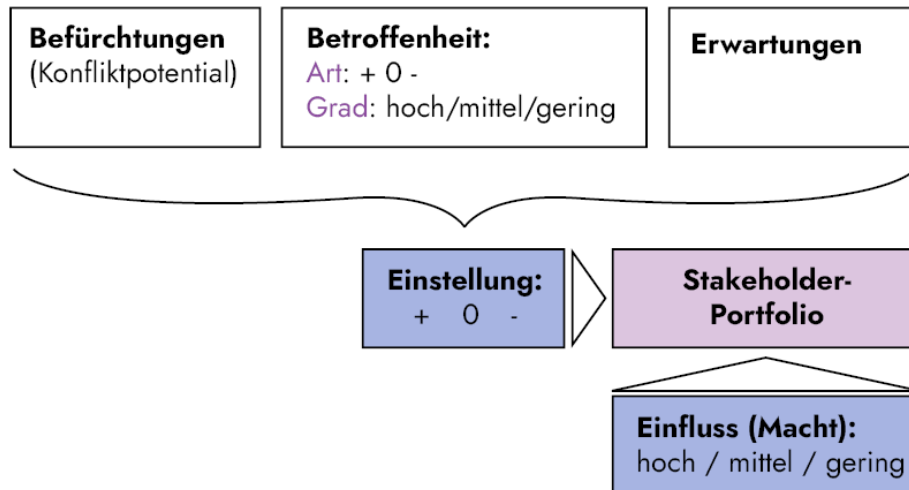 Befürchtungen
(Konfliktpotential)
Betroffenheit:
Art: + 0 -
Grad: hoch/mittel/gering
Erwartungen
Einstellung:
+ 0 -
Stakeholder-
Portfolio
Einfluss (Macht):
hoch / mittel / gering